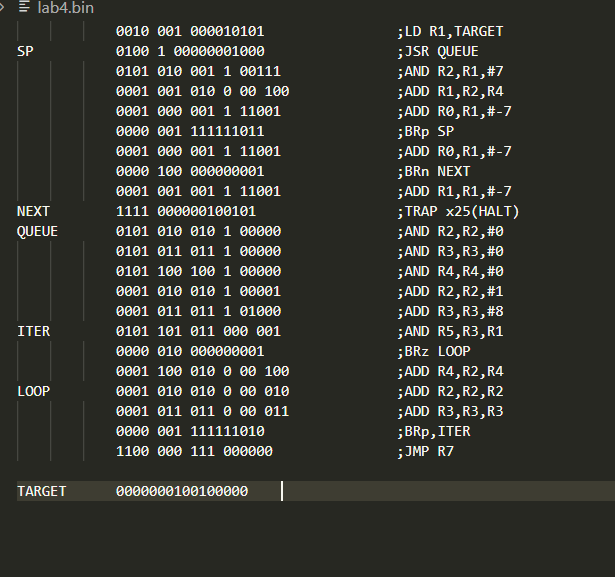 lab4.bin
0010 001 000010101 ;LD R1,TARGET
SP 0100 1 00000001000 ;JSR QUEUE
0101 010 001 1 00111 ;AND R2,R1,#7
0001 001 010 0 00 100 ;ADD R1,R2,R4
0001 000 001 1 11001 ;ADD R0,R1,#-7
0000 001 111111011 ;BRp SP
0001 000 001 1 11001 ;ADD R0,R1,#-7
0000 100 000000001 ;BRn NEXT
0001 001 001 1 11001 ;ADD R1,R1,#-7
NEXT 1111 000000100101 ;TRAP x25(HALT)
QUEUE 0101 010 010 1 00000 ;AND R2,R2,#0
0101 011 011 1 00000 ;AND R3,R3,#0
0101 100 100 1 00000 ;AND R4,R4,#0
0001 010 010 1 00001 ;ADD R2,R2,#1
0001 011 011 1 01000 ;ADD R3,R3,#8
ITER 0101 101 011 000 001 ;AND R5,R3,R1
0000 010 000000001 ;BRz LOOP
0001 100 010 0 00 100 ;ADD R4,R2,R4
LOOP 0001 010 010 0 00 010 ;ADD R2,R2,R2
0001 011 011 0 00 011 ;ADD R3,R3,R3
0000 001 111111010 ;BRp,ITER
1100 000 111 000000 ;JMP R7
TARGET 0000000100100000